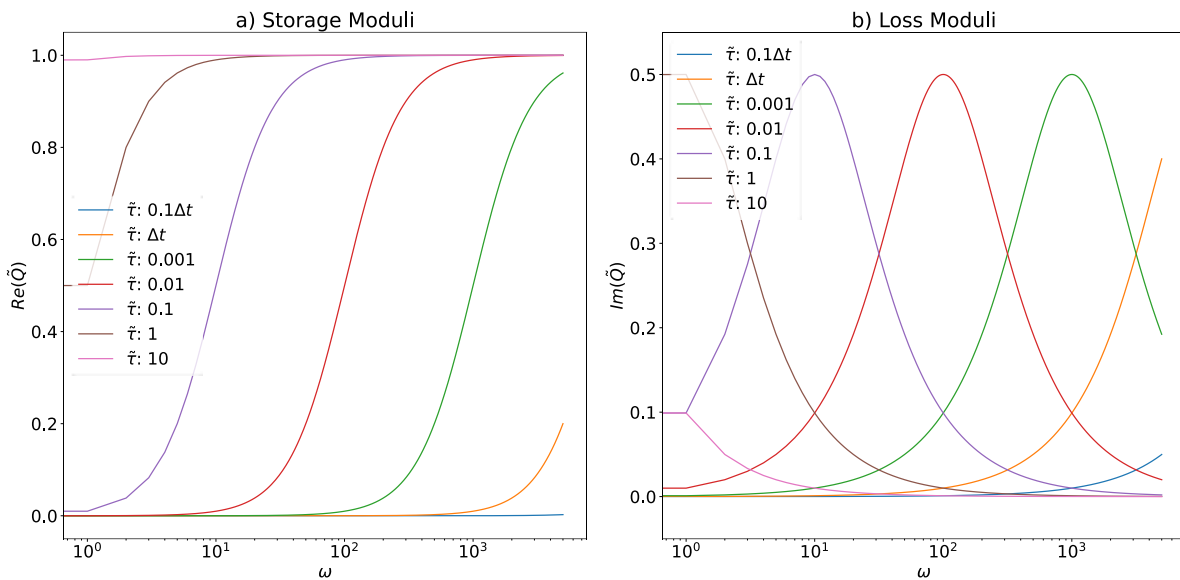 a) Storage Moduli
Re(Q̃)
1.0
0.8
0.6
0.4
0.2
0.0
τ̃: 0.1Δt
τ̃: Δt
τ̃: 0.001
τ̃: 0.01
τ̃: 0.1
τ̃: 1
τ̃: 10
10⁰
10¹
10²
10³
ω
b) Loss Moduli
Im(Q̃)
0.5
0.4
0.3
0.2
0.1
0.0
τ̃: 0.1Δt
τ̃: Δt
τ̃: 0.001
τ̃: 0.01
τ̃: 0.1
τ̃: 1
τ̃: 10
10⁰
10¹
10²
10³
ω